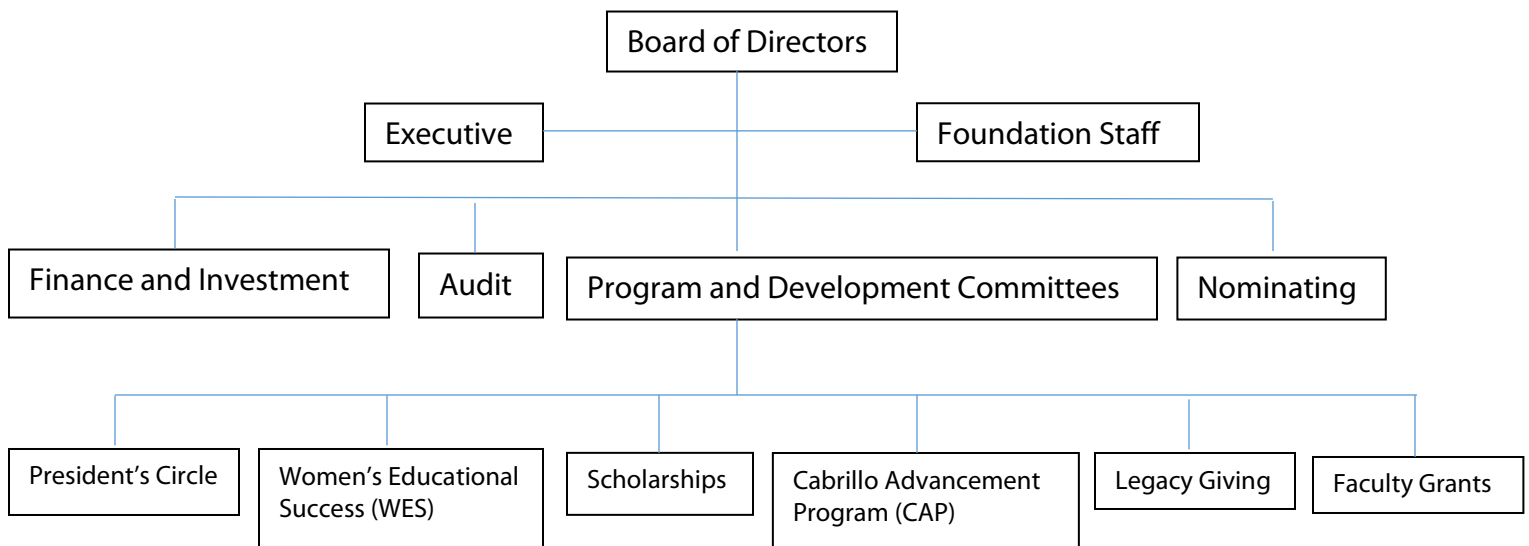 Board of Directors
Executive
Foundation Staff
Finance and Investment
Audit
Program and Development Committees
Nominating
President’s Circle
Women’s Educational
Success (WES)
Scholarships
Cabrillo Advancement
Program (CAP)
Legacy Giving
Faculty Grants